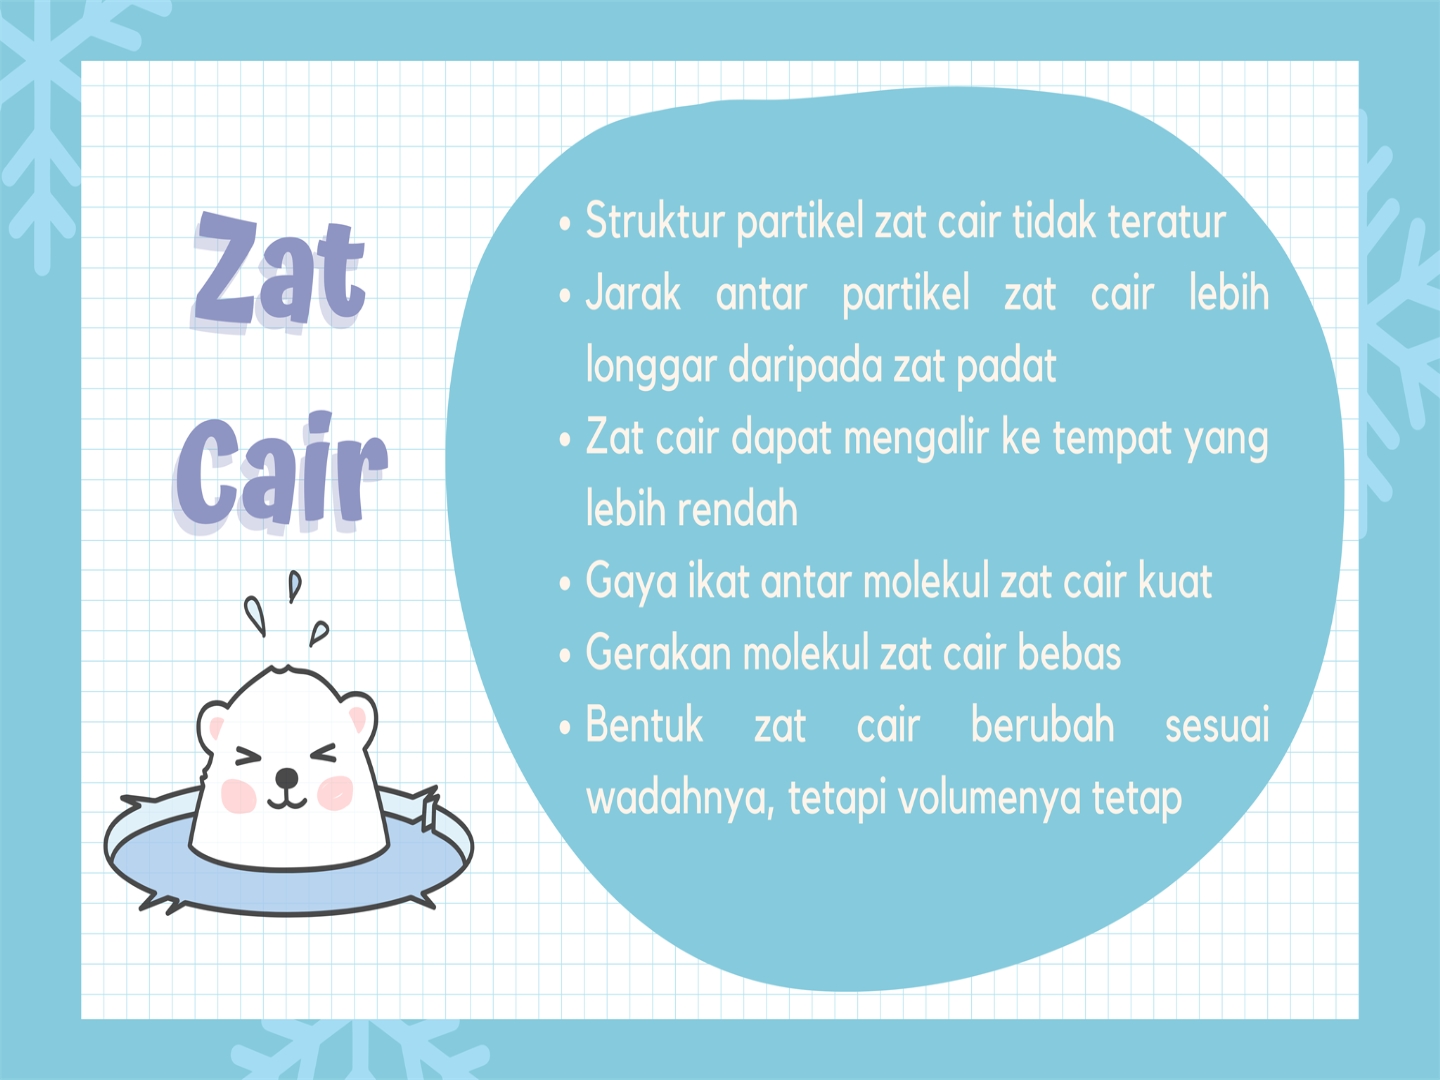 Zat
Cair
• Struktur partikel zat cair tidak teratur
• Jarak antar partikel zat cair lebih
longgar daripada zat padat
• Zat cair dapat mengalir ke tempat yang
lebih rendah
• Gaya ikat antar molekul zat cair kuat
• Gerakan molekul zat cair bebas
• Bentuk zat cair berubah sesuai
wadahnya, tetapi volumenya tetap